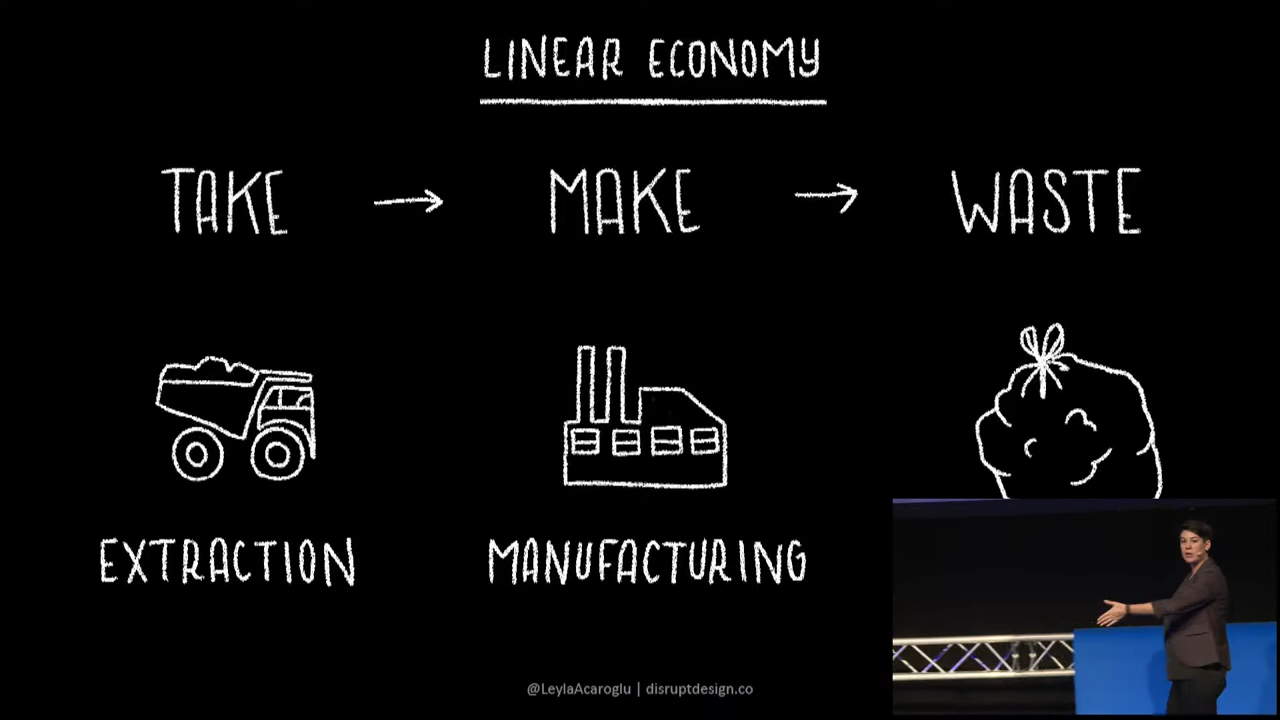 LINEAR ECONOMY
TAKE → MAKE → WASTE
EXTRACTION MANUFACTURING
@LeylaAcaroglu | disruptdesign.co